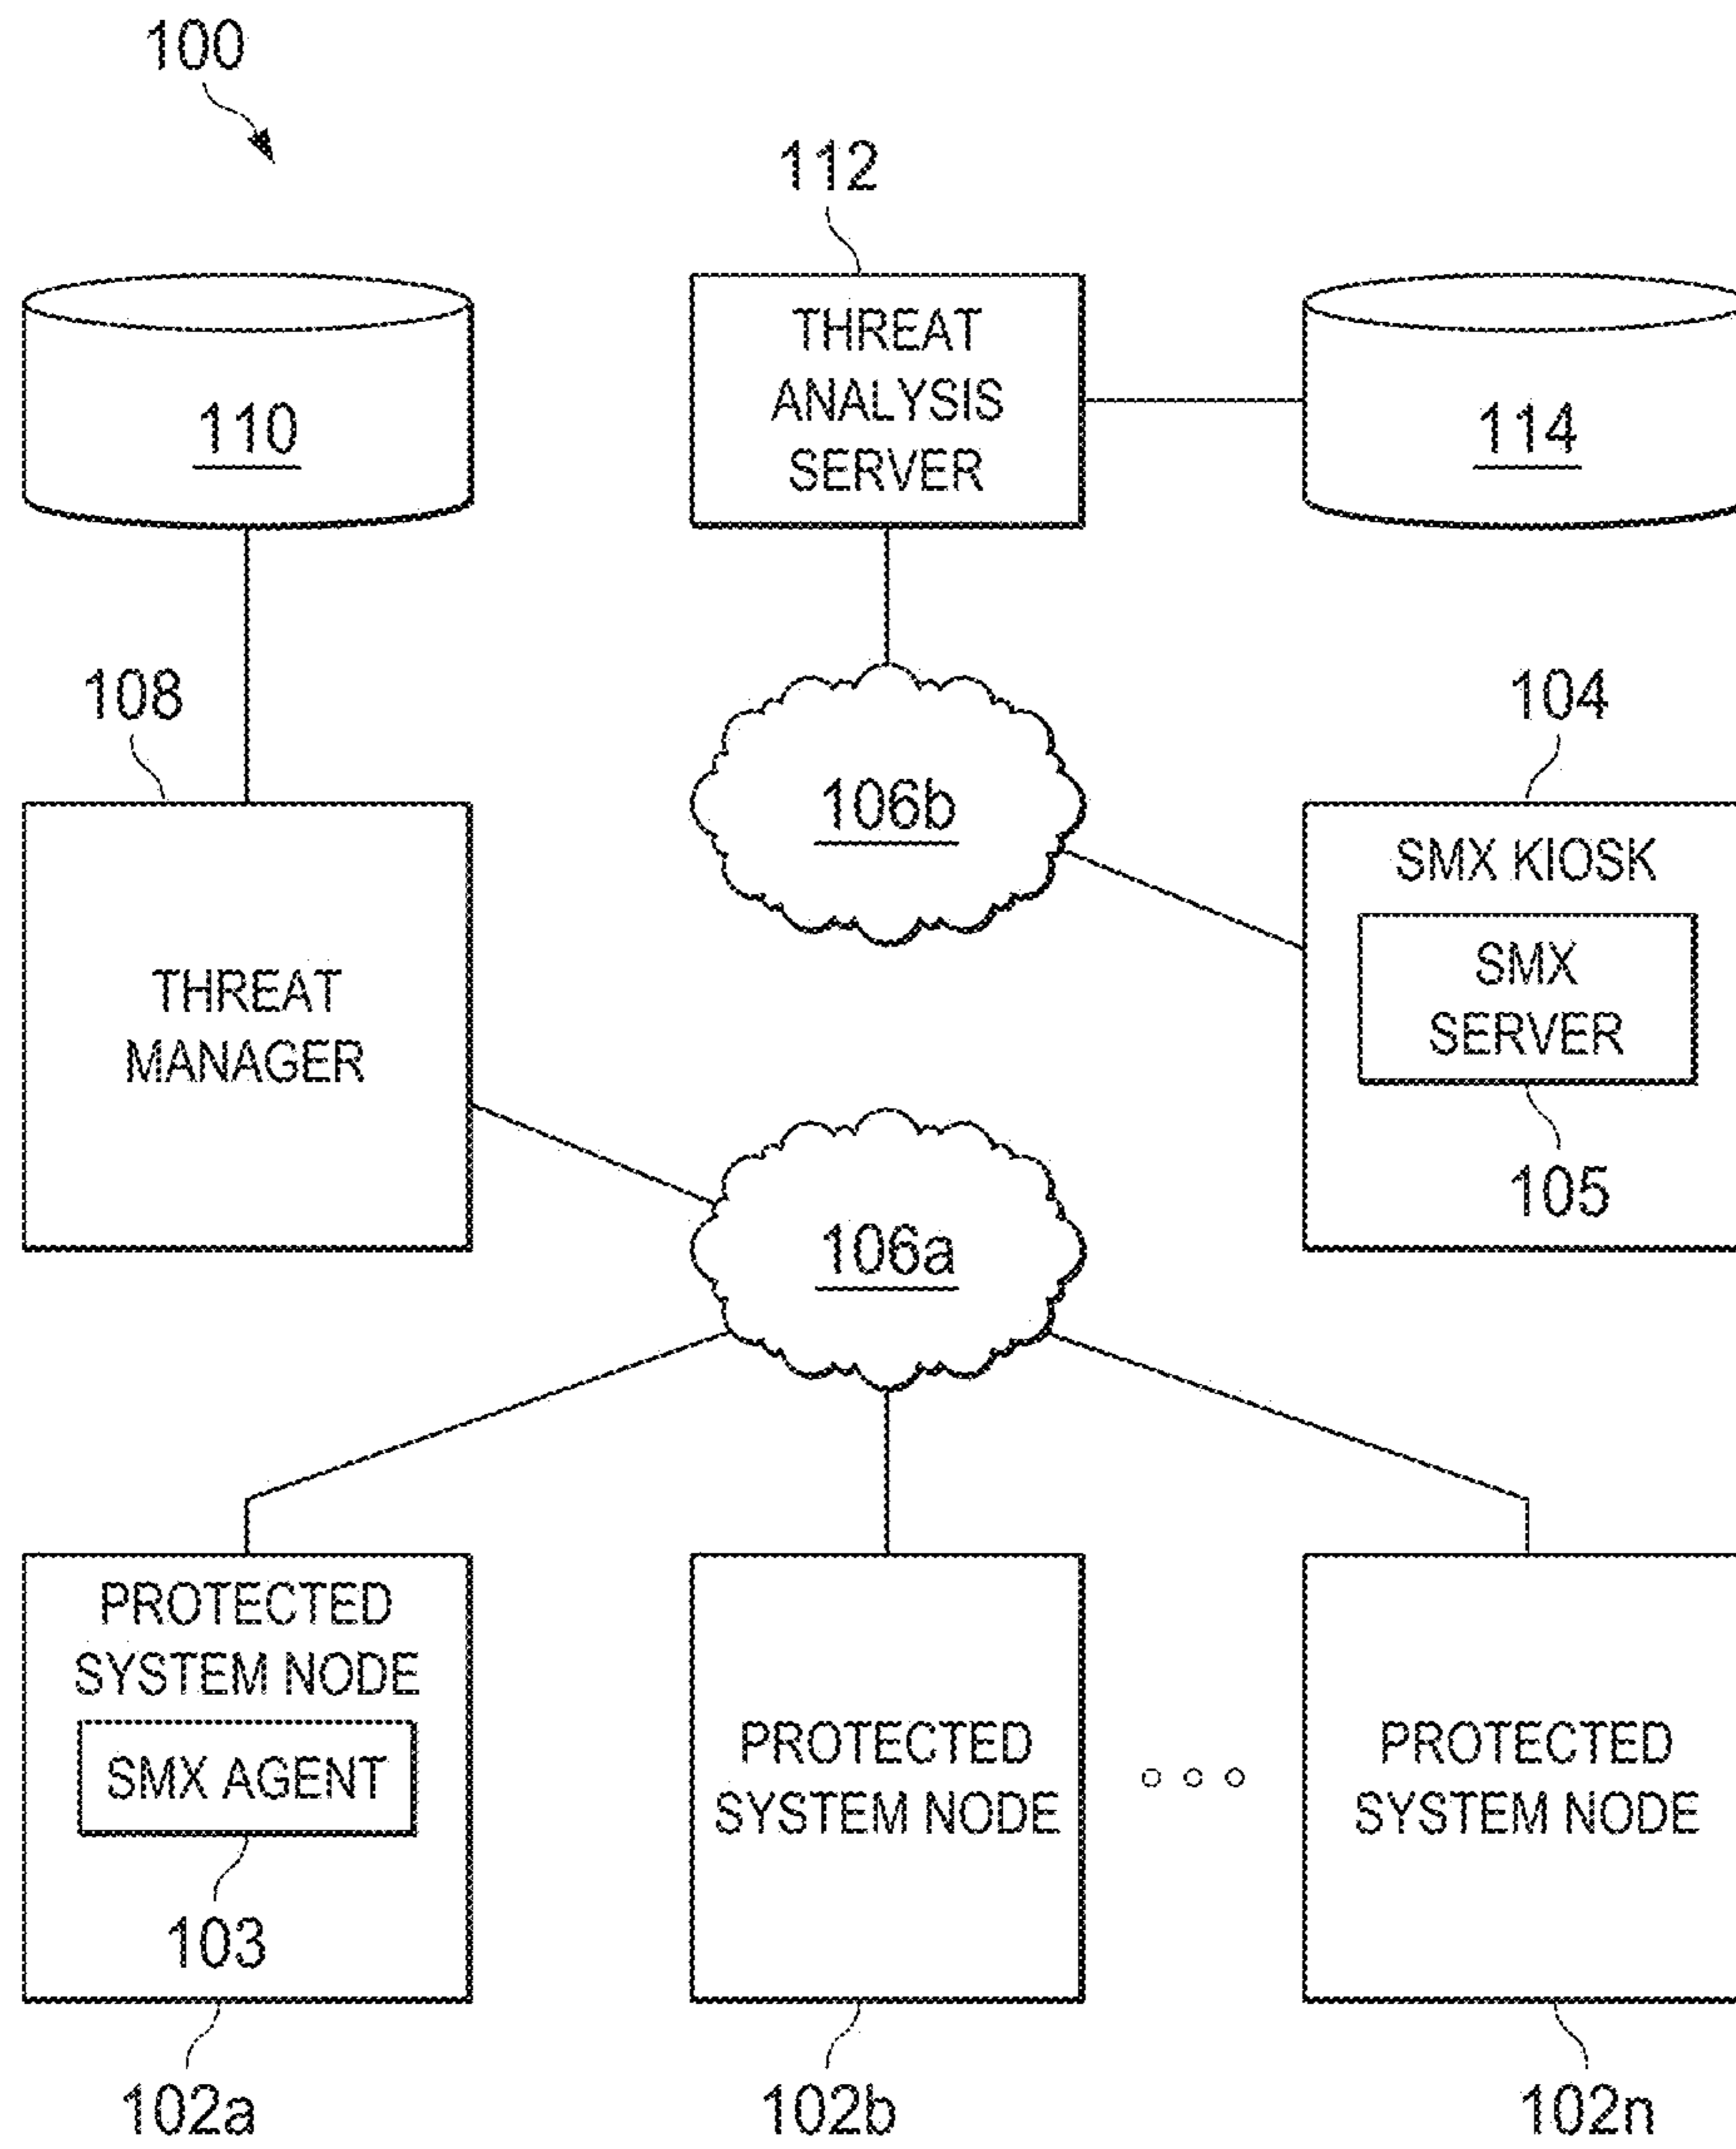 100
112
110
THREAT
ANALYSIS
SERVER
114
108
106b
104
THREAT
MANAGER
SMX KIOSK
SMX
SERVER
105
106a
PROTECTED
SYSTEM NODE
SMX AGENT
103
PROTECTED
SYSTEM NODE
PROTECTED
SYSTEM NODE
102a
102b
102n